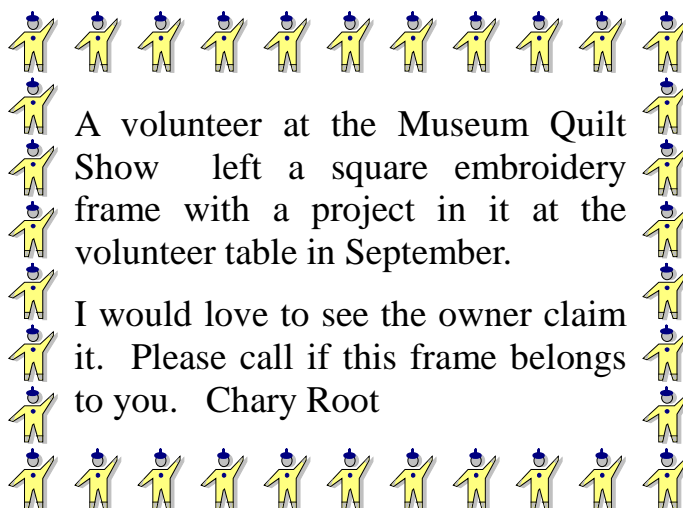 A volunteer at the Museum Quilt
Show left a square embroidery
frame with a project in it at the
volunteer table in September.
I would love to see the owner claim
it. Please call if this frame belongs
to you. Chary Root